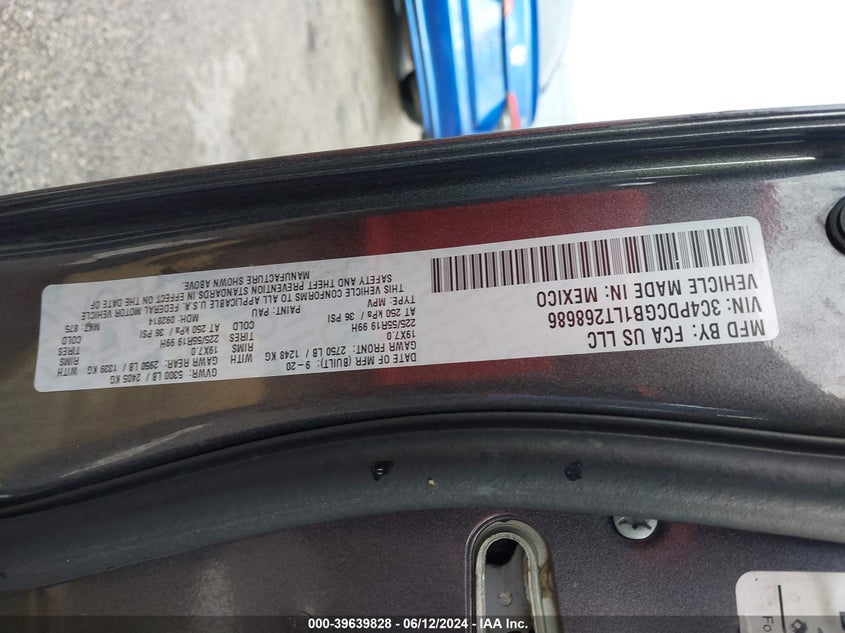 MFD BY: FCA US LLC
VIN: 3C4PDCGB1LT268686
VEHICLE MADE IN: MEXICO
DATE OF MFR (BUILT): 9-20
GAWR FRONT: 2750 LB / 1248 KG WITH
19X7.0 RIMS
225/55R19 99H TIRES
AT 250 kPa / 36 PSI COLD
TYPE: MPV PAINT: PAU
THIS VEHICLE CONFORMS TO ALL APPLICABLE U.S.A. FEDERAL MOTOR VEHICLE
SAFETY AND THEFT PREVENTION STANDARDS IN EFFECT ON THE DATE OF
MANUFACTURE SHOWN ABOVE.
GVWR: 5300 LB / 2405 KG
GAWR REAR: 2950 LB / 1339 KG WITH
19X7.0 RIMS
225/55R19 99H TIRES
AT 250 kPa / 36 PSI COLD
MDH: 092814 MKT: 875
Fo
000-39639828 - 06/12/2024 - IAA Inc.